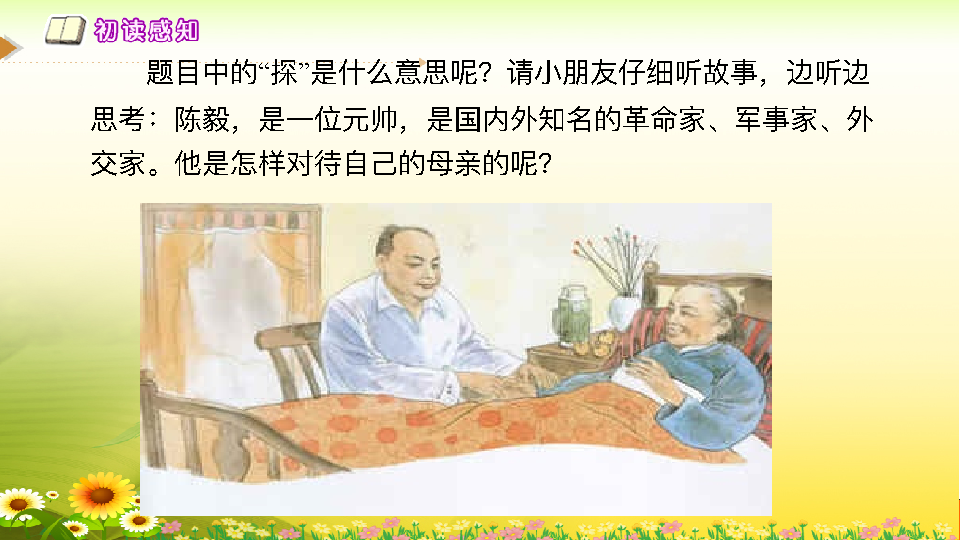 初读感知
题目中的“探”是什么意思呢？请小朋友仔细听故事，边听边
思考：陈毅，是一位元帅，是国内外知名的革命家、军事家、外
交家。他是怎样对待自己的母亲的呢？